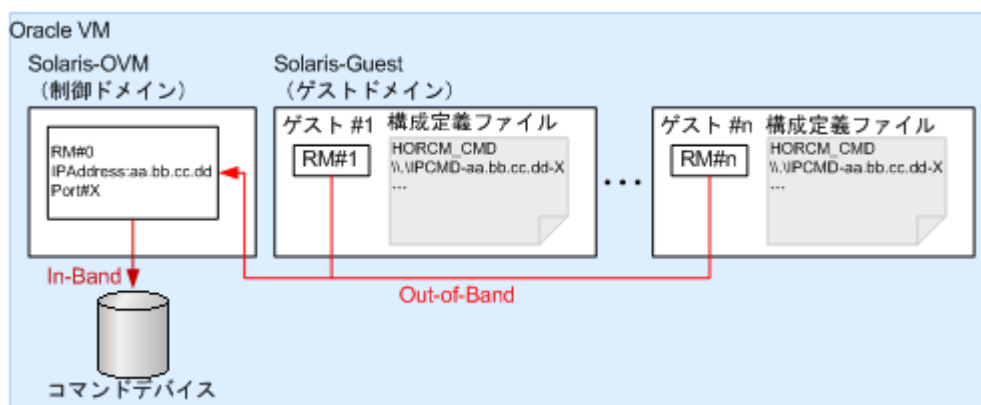 Oracle VM
Solaris-OVM
（制御ドメイン）
RM#0
IPAddress:aa.bb.cc.dd
Port#X
Solaris-Guest
（ゲストドメイン）
ゲスト #1
構成定義ファイル
RM#1
HORCM_CMD
\\.\IPCMD-aa.bb.cc.dd-X
...
・・・
ゲスト #n
構成定義ファイル
RM#n
HORCM_CMD
\\.\IPCMD-aa.bb.cc.dd-X
...
In-Band
Out-of-Band
コマンドデバイス